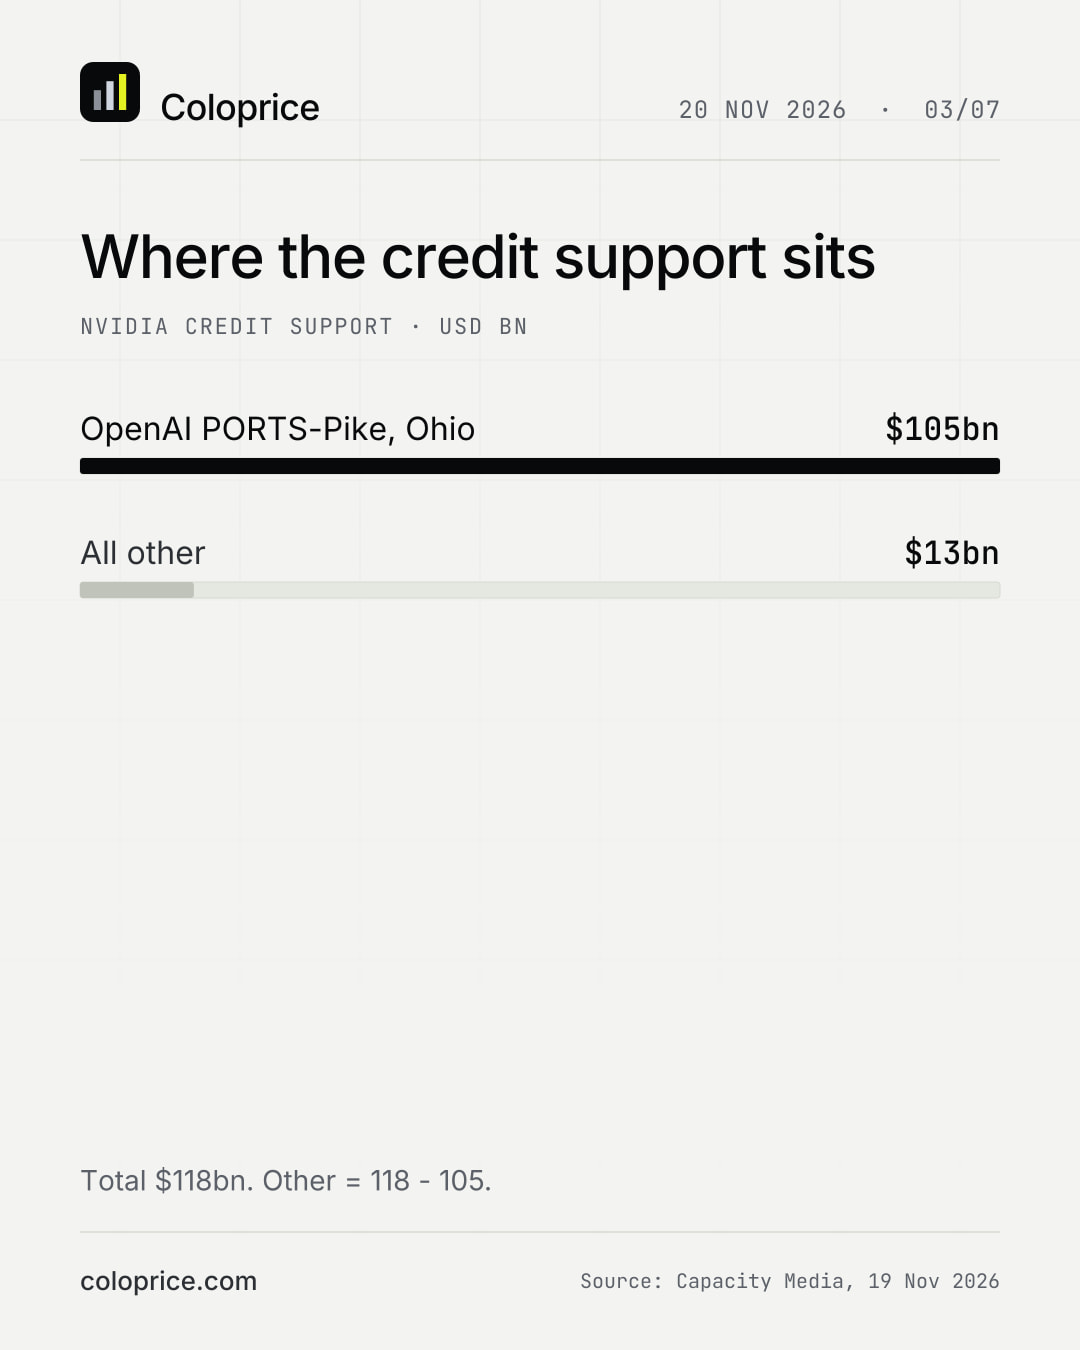 Coloprice
20 NOV 2026 · 03/07
Where the credit support sits
NVIDIA CREDIT SUPPORT · USD BN
OpenAI PORTS-Pike, Ohio $105bn
All other $13bn
Total $118bn. Other = 118 - 105.
coloprice.com
Source: Capacity Media, 19 Nov 2026